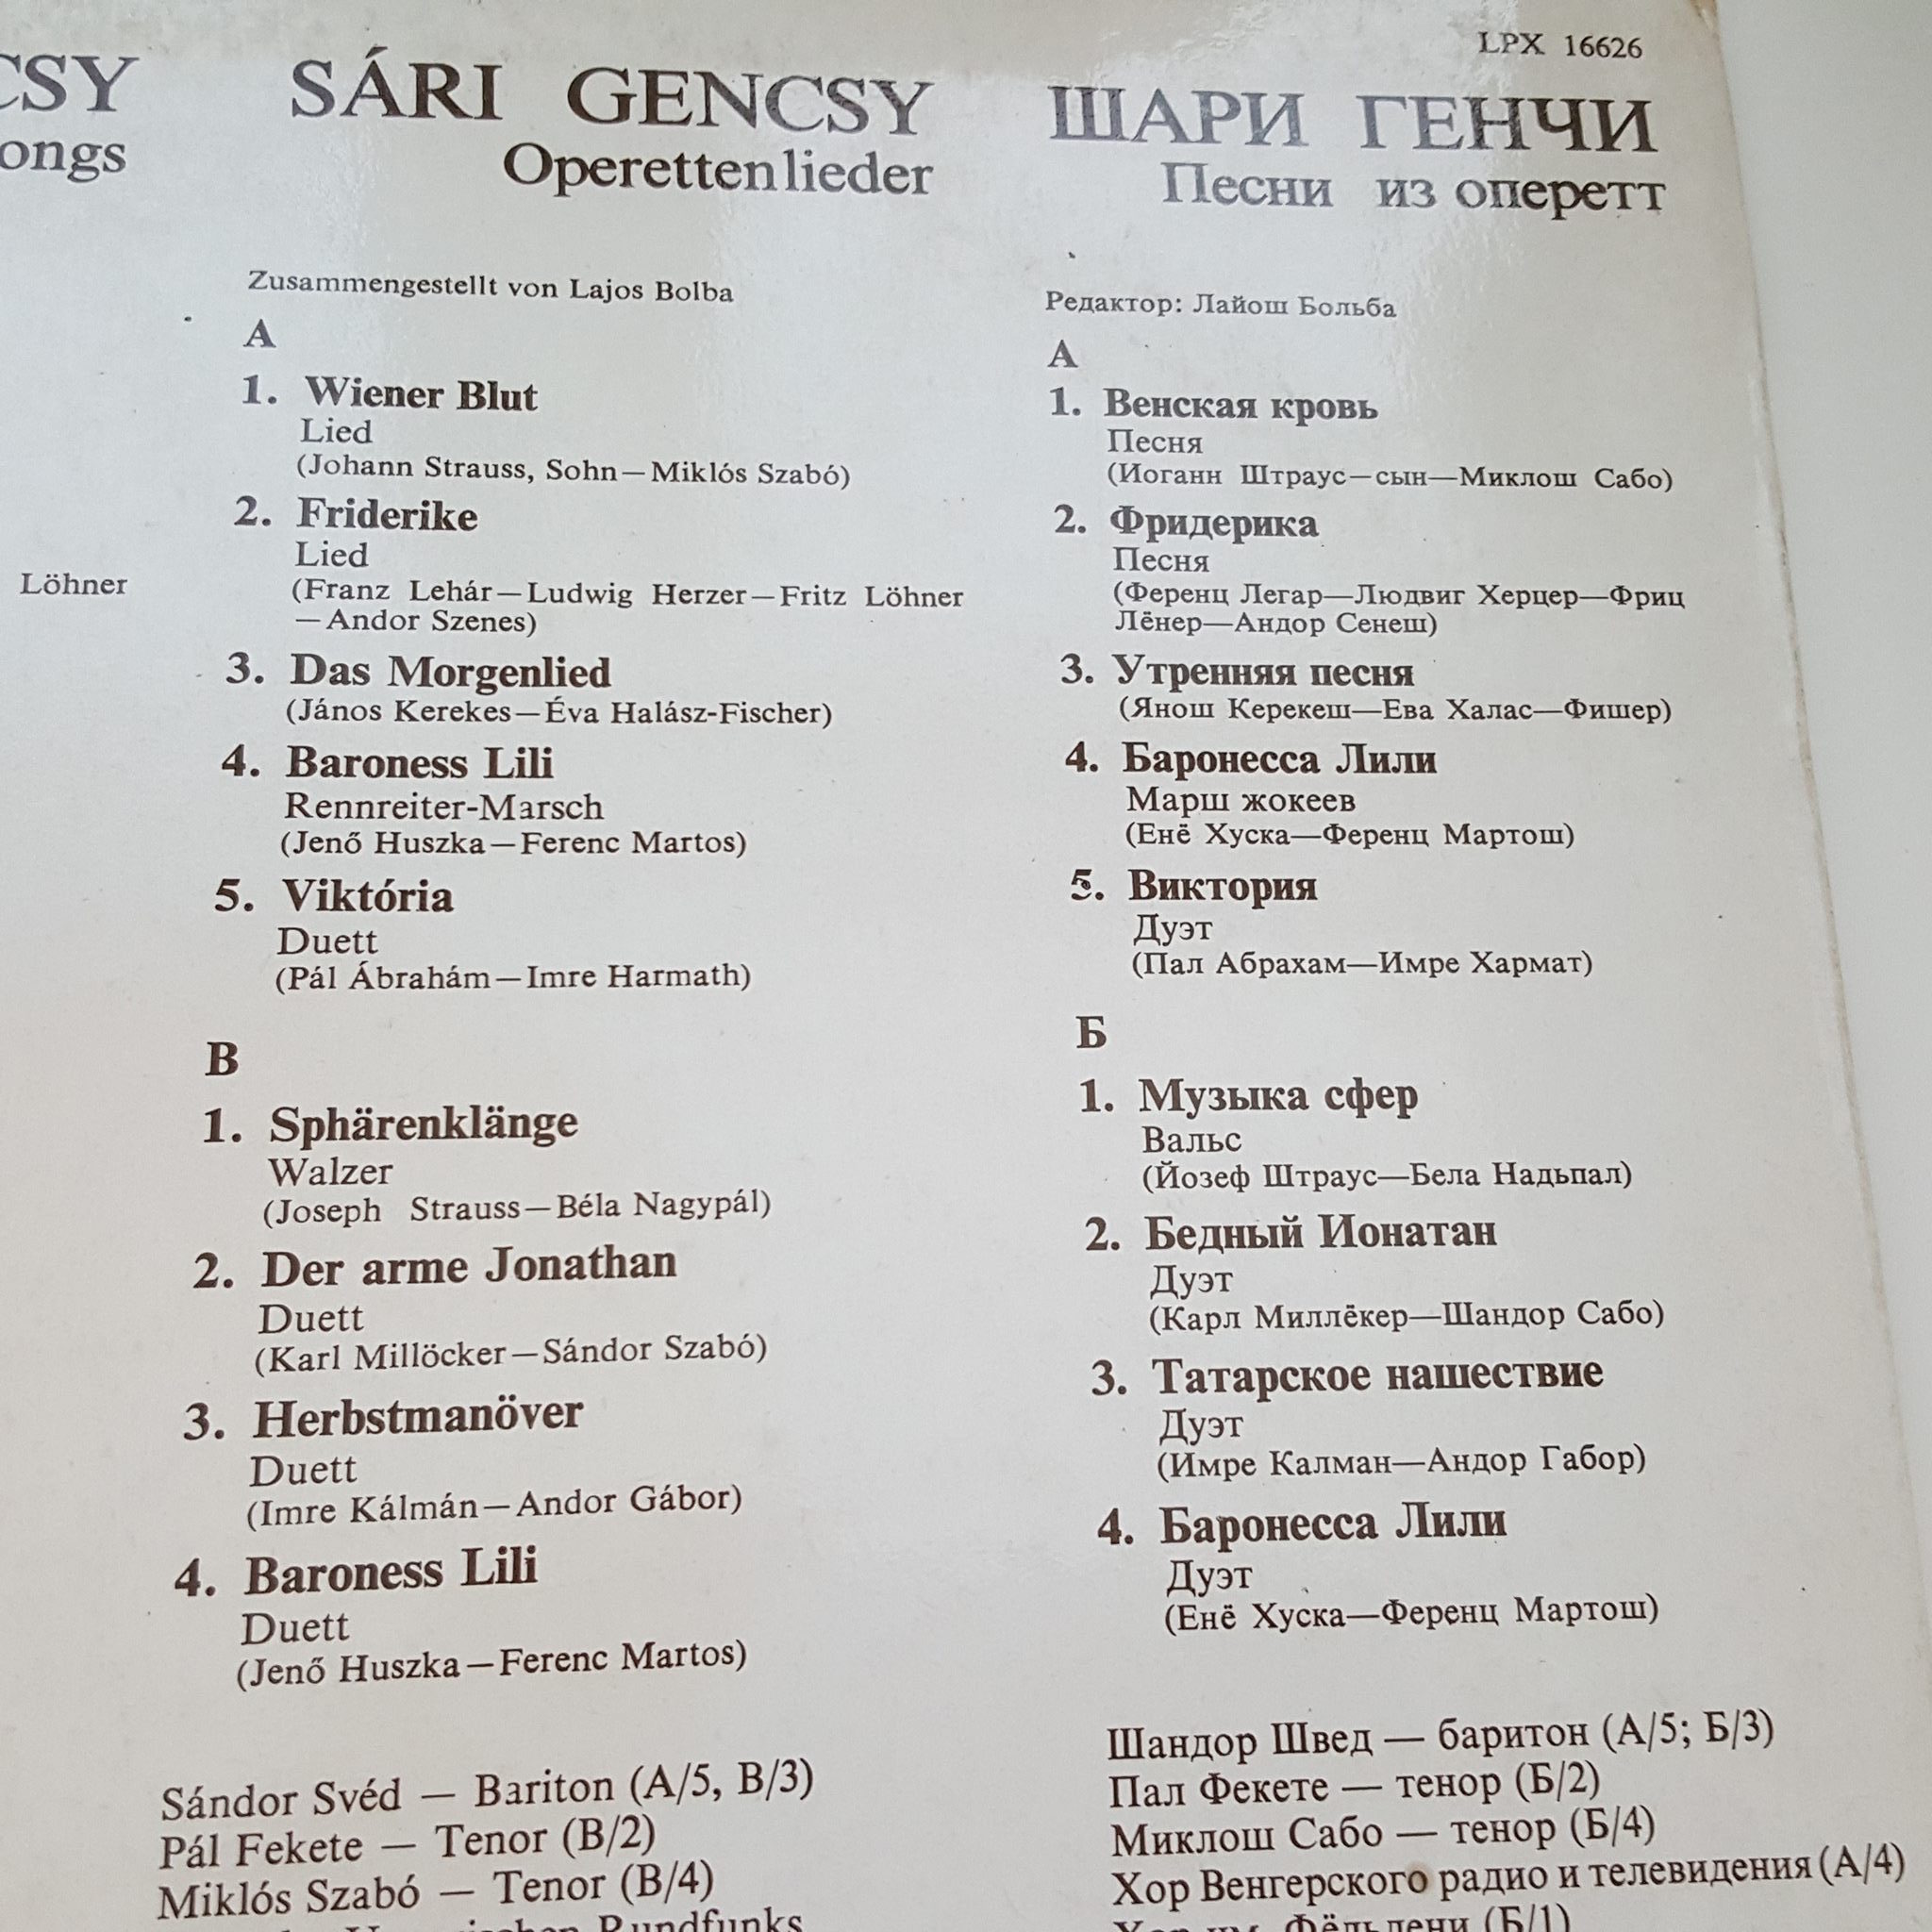 CSY
ongs
Löhner
SÁRI GENCSY
Operettenlieder
Zusammengestellt von Lajos Bolba
A
1. Wiener Blut
Lied
(Johann Strauss, Sohn—Miklós Szabó)
2. Friderike
Lied
(Franz Lehár—Ludwig Herzer—Fritz Löhner
—Andor Szenes)
3. Das Morgenlied
(János Kerekes—Éva Halász-Fischer)
4. Baroness Lili
Rennreiter-Marsch
(Jenő Huszka—Ferenc Martos)
5. Viktória
Duett
(Pál Ábrahám—Imre Harmath)
B
1. Sphärenklänge
Walzer
(Joseph Strauss—Béla Nagypál)
2. Der arme Jonathan
Duett
(Karl Millöcker—Sándor Szabó)
3. Herbstmanöver
Duett
(Imre Kálmán—Andor Gábor)
4. Baroness Lili
Duett
(Jenő Huszka—Ferenc Martos)
Sándor Svéd — Bariton (A/5, B/3)
Pál Fekete — Tenor (B/2)
Miklós Szabó — Tenor (B/4)
Rundfunks
LPX 16626
ШАРИ ГЕНЧИ
Песни из оперетт
Редактор: Лайош Больба
А
1. Венская кровь
Песня
(Иоганн Штраус—сын—Миклош Сабо)
2. Фридерика
Песня
(Ференц Легар—Людвиг Херцер—Фриц
Лёнер—Андор Сенеш)
3. Утренняя песня
(Янош Керекеш—Ева Халас—Фишер)
4. Баронесса Лили
Марш жокеев
(Енё Хуска—Ференц Мартош)
5. Виктория
Дуэт
(Пал Абрахам—Имре Хармат)
Б
1. Музыка сфер
Вальс
(Йозеф Штраус—Бела Надьпал)
2. Бедный Ионатан
Дуэт
(Карл Миллёкер—Шандор Сабо)
3. Татарское нашествие
Дуэт
(Имре Калман—Андор Габор)
4. Баронесса Лили
Дуэт
(Енё Хуска—Ференц Мартош)
Шандор Швед — баритон (А/5; Б/3)
Пал Фекете — тенор (Б/2)
Миклош Сабо — тенор (Б/4)
Хор Венгерского радио и телевидения (А/4)
(Б/1)